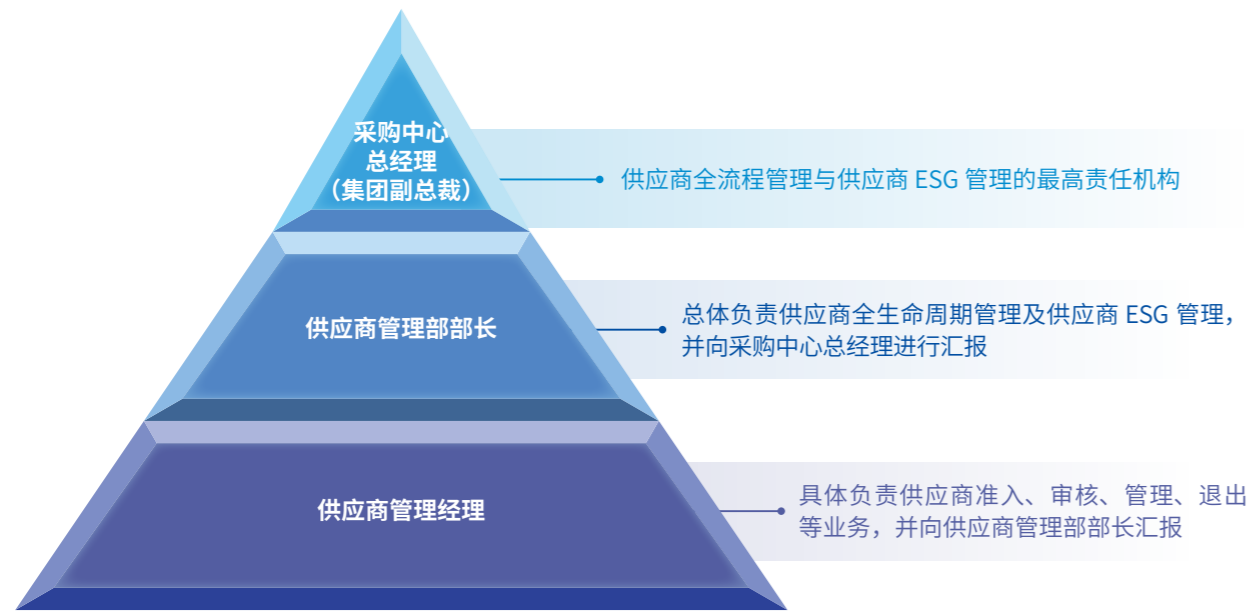 采购中心
总经理
（集团副总裁）
供应商全流程管理与供应商 ESG 管理的最高责任机构
供应商管理部部长
总体负责供应商全生命周期管理及供应商 ESG 管理，
并向采购中心总经理进行汇报
供应商管理经理
具体负责供应商准入、审核、管理、退出
等业务，并向供应商管理部部长汇报